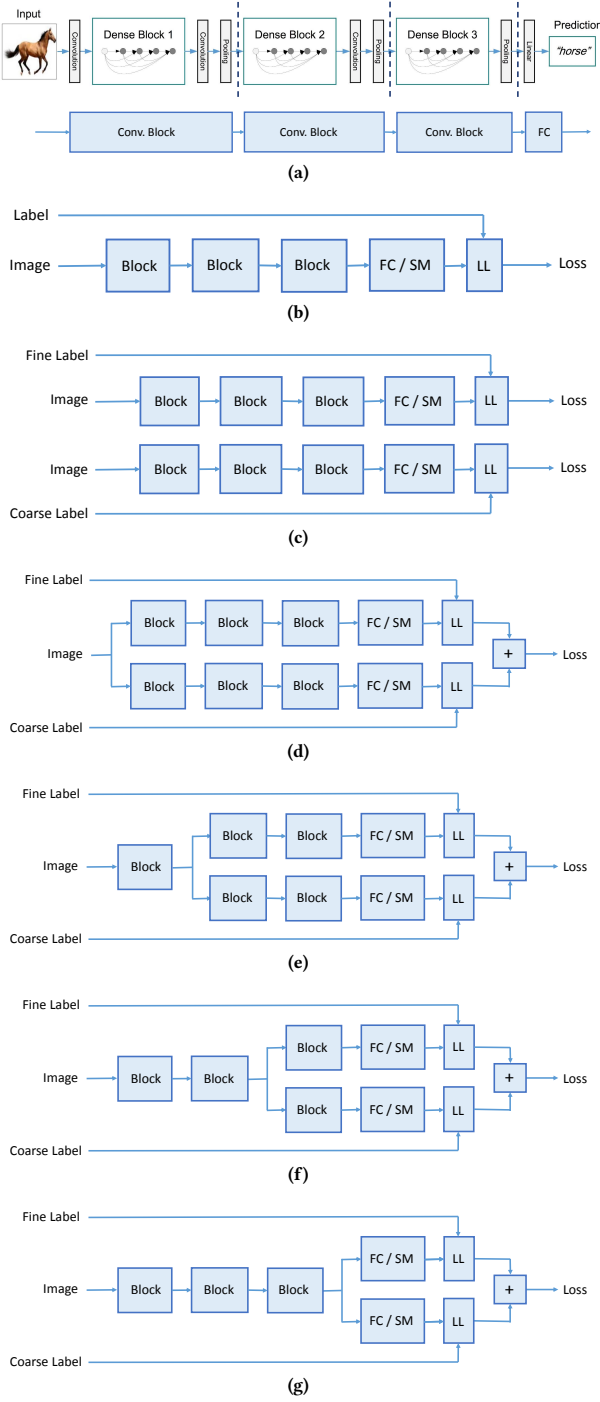 Input
Prediction
Convolution
Dense Block 1
Convolution
Pooling
Dense Block 2
Convolution
Pooling
Dense Block 3
Pooling
Linear
"horse"
Conv. Block
Conv. Block
Conv. Block
FC
(a)
Label
Image
Block
Block
Block
FC / SM
LL
Loss
(b)
Fine Label
Image
Block
Block
Block
FC / SM
LL
Loss
Image
Block
Block
Block
FC / SM
LL
Loss
Coarse Label
(c)
Fine Label
Block
Block
Block
FC / SM
LL
Image
+
Loss
Block
Block
Block
FC / SM
LL
Coarse Label
(d)
Fine Label
Block
Block
FC / SM
LL
Image
Block
+
Loss
Block
Block
FC / SM
LL
Coarse Label
(e)
Fine Label
Block
FC / SM
LL
Image
Block
Block
+
Loss
Block
FC / SM
LL
Coarse Label
(f)
Fine Label
FC / SM
LL
Image
Block
Block
Block
+
Loss
FC / SM
LL
Coarse Label
(g)